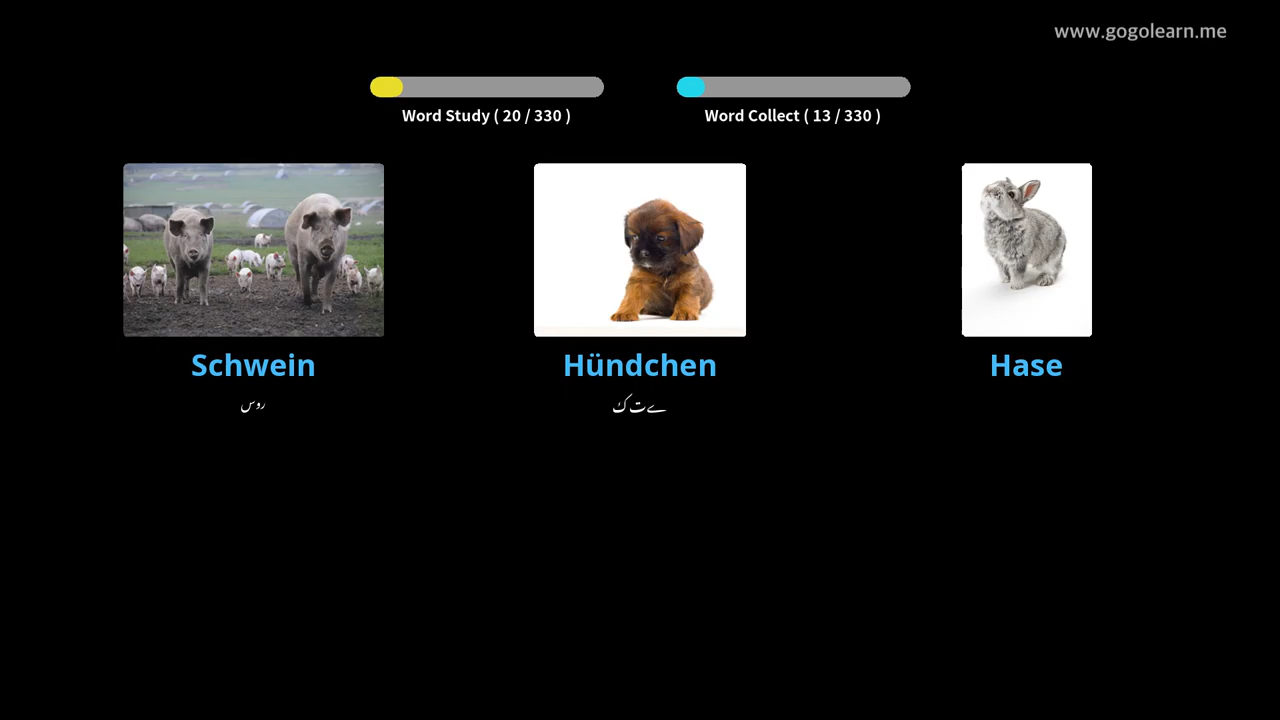 www.gogolearn.me
Word Study ( 20 / 330 )
Word Collect ( 13 / 330 )
Schwein
Hündchen
Hase
روس
ےتک